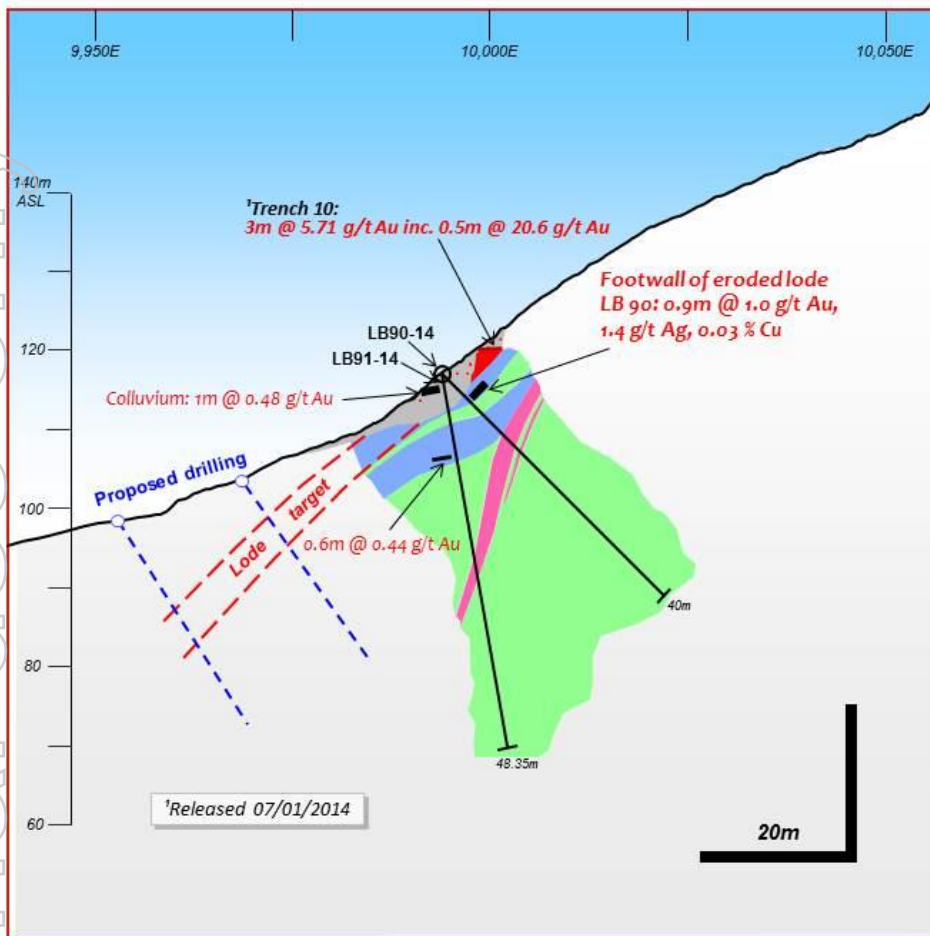 9,950E
10,000E
10,050E
140m
ASL
¹Trench 10:
3m @ 5.71 g/t Au inc. 0.5m @ 20.6 g/t Au
Footwall of eroded lode
LB 90: 0.9m @ 1.0 g/t Au,
1.4 g/t Ag, 0.03 % Cu
LB90-14
120
LB91-14
Colluvium: 1m @ 0.48 g/t Au
Proposed drilling
100
Lode target
0.6m @ 0.44 g/t Au
40m
80
48.35m
¹Released 07/01/2014
60
20m